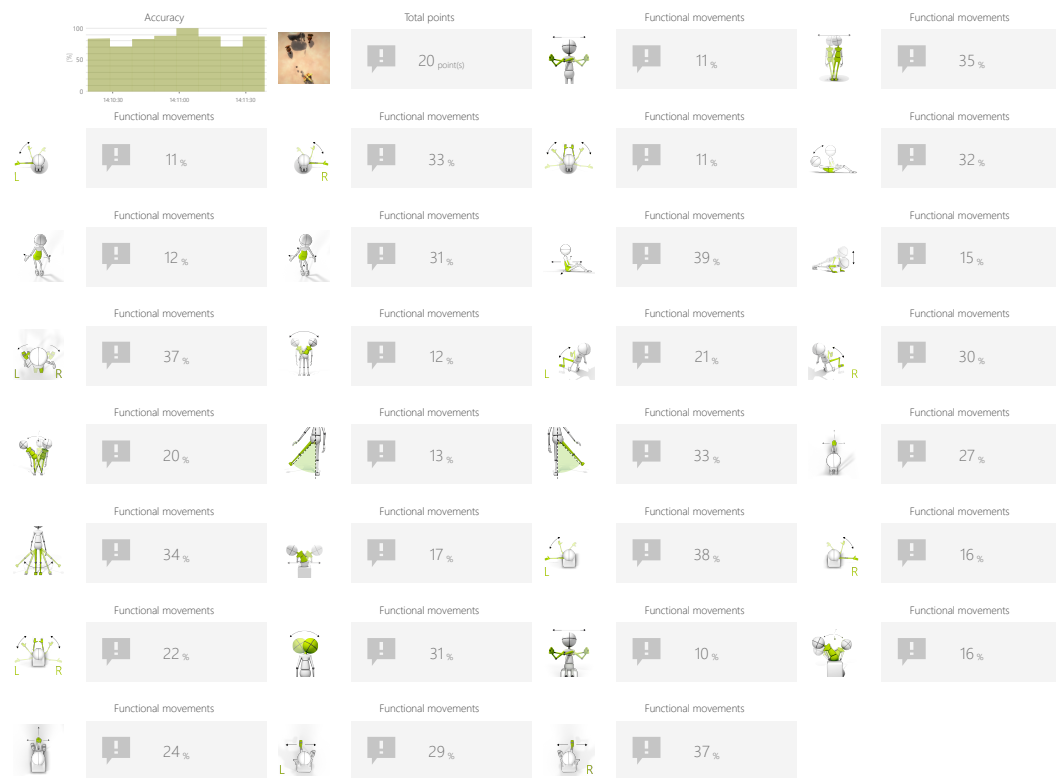 Accuracy
Total points
Functional movements
Functional movements
100
50
0
(%)
14:10:30
14:11:00
14:11:30
20 point(s)
11 %
35 %
Functional movements
Functional movements
Functional movements
Functional movements
L
11 %
R
33 %
11 %
32 %
Functional movements
Functional movements
Functional movements
Functional movements
12 %
31 %
39 %
15 %
Functional movements
Functional movements
Functional movements
Functional movements
L R
37 %
12 %
L
21 %
R
30 %
Functional movements
Functional movements
Functional movements
Functional movements
20 %
13 %
33 %
27 %
Functional movements
Functional movements
Functional movements
Functional movements
34 %
17 %
L
38 %
R
16 %
Functional movements
Functional movements
Functional movements
Functional movements
L R
22 %
31 %
10 %
16 %
Functional movements
Functional movements
Functional movements
24 %
L
29 %
R
37 %